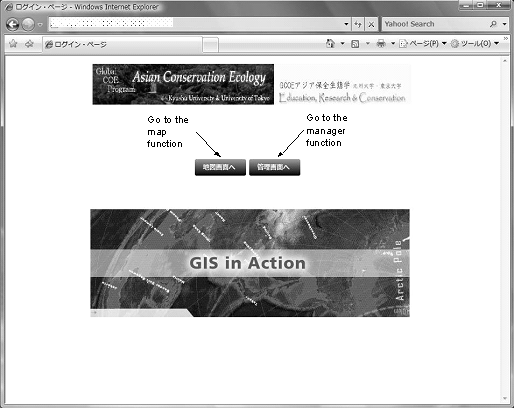 ログイン・ページ - Windows Internet Explorer
Yahoo! Search
ログイン・ページ
ページ(P)
ツール(O)
Global COE Program
Asian Conservation Ecology
Kyushu University & University of Tokyo
GCOEアジア保全生態学 九州大学・東京大学
Education, Research & Conservation
Go to the
map
function
Go to the
manager
function
地図画面へ
管理画面へ
GIS in Action
Arctic Pole